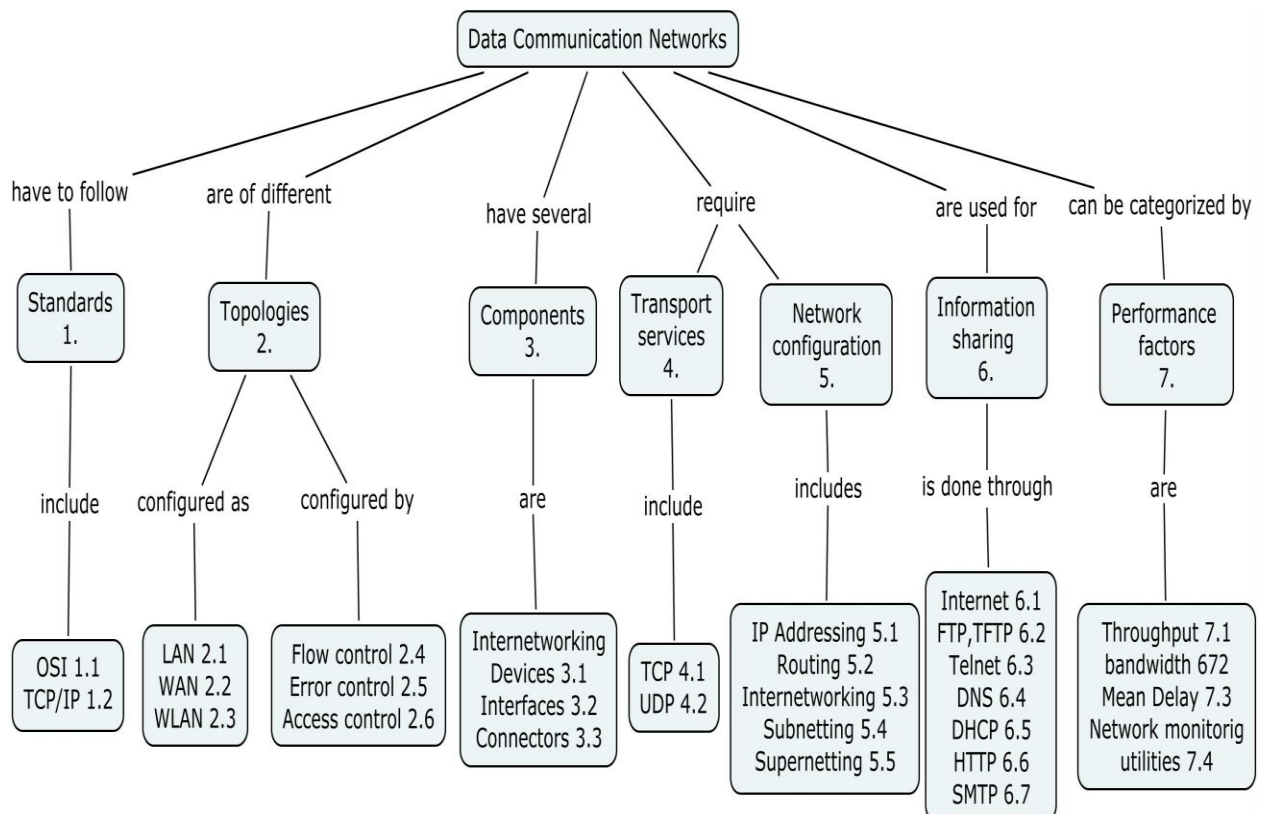 Data Communication Networks
have to follow
are of different
have several
require
are used for
can be categorized by
Standards
1.
Topologies
2.
Components
3.
Transport
services
4.
Network
configuration
5.
Information
sharing
6.
Performance
factors
7.
include
configured as
configured by
are
include
includes
is done through
are
OSI 1.1
TCP/IP 1.2
LAN 2.1
WAN 2.2
WLAN 2.3
Flow control 2.4
Error control 2.5
Access control 2.6
Internetworking
Devices 3.1
Interfaces 3.2
Connectors 3.3
TCP 4.1
UDP 4.2
IP Addressing 5.1
Routing 5.2
Internetworking 5.3
Subnetting 5.4
Supernetting 5.5
Internet 6.1
FTP,TFTP 6.2
Telnet 6.3
DNS 6.4
DHCP 6.5
HTTP 6.6
SMTP 6.7
Throughput 7.1
bandwidth 672
Mean Delay 7.3
Network monitorig
utilities 7.4